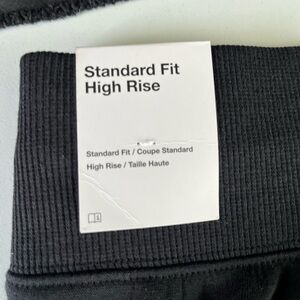 Standard Fit
High Rise
Standard Fit / Coupe Standard
High Rise / Taille Haute